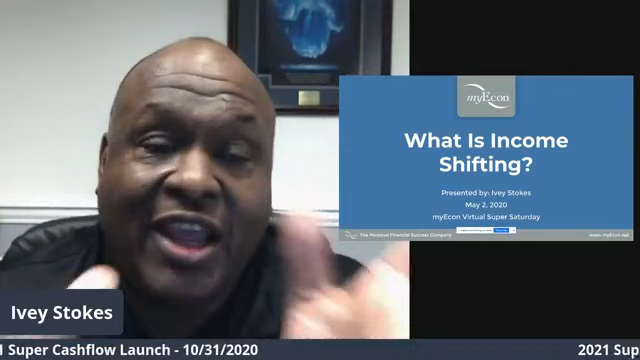 myEcon
What Is Income
Shifting?
Presented by: Ivey Stokes
May 2, 2020
myEcon Virtual Super Saturday
The Personal Financial Success Company
www.myEcon.net
Ivey Stokes
1 Super Cashflow Launch - 10/31/2020
2021 Sup